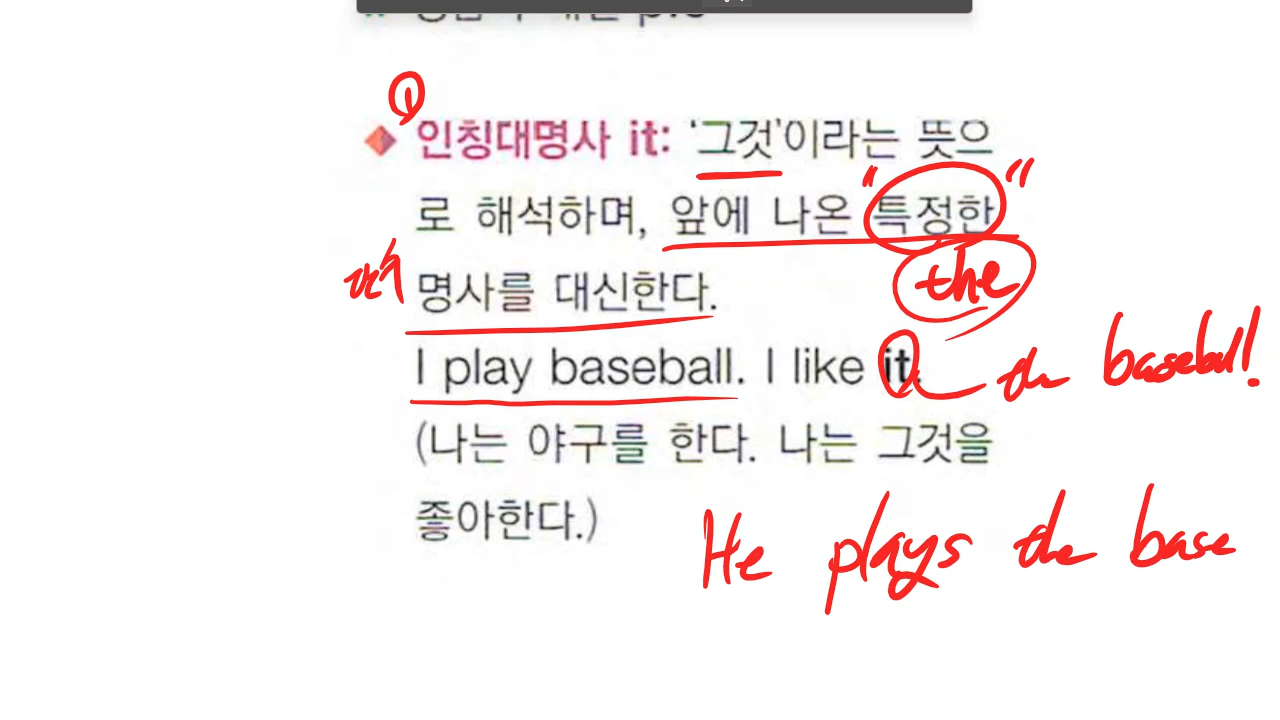 ①
인칭대명사 it: '그것'이라는 뜻으
로 해석하며, 앞에 나온 "특정한"
명사를 대신한다.
the
I play baseball. I like it.
the baseball!
(나는 야구를 한다. 나는 그것을
좋아한다.)
He plays the base